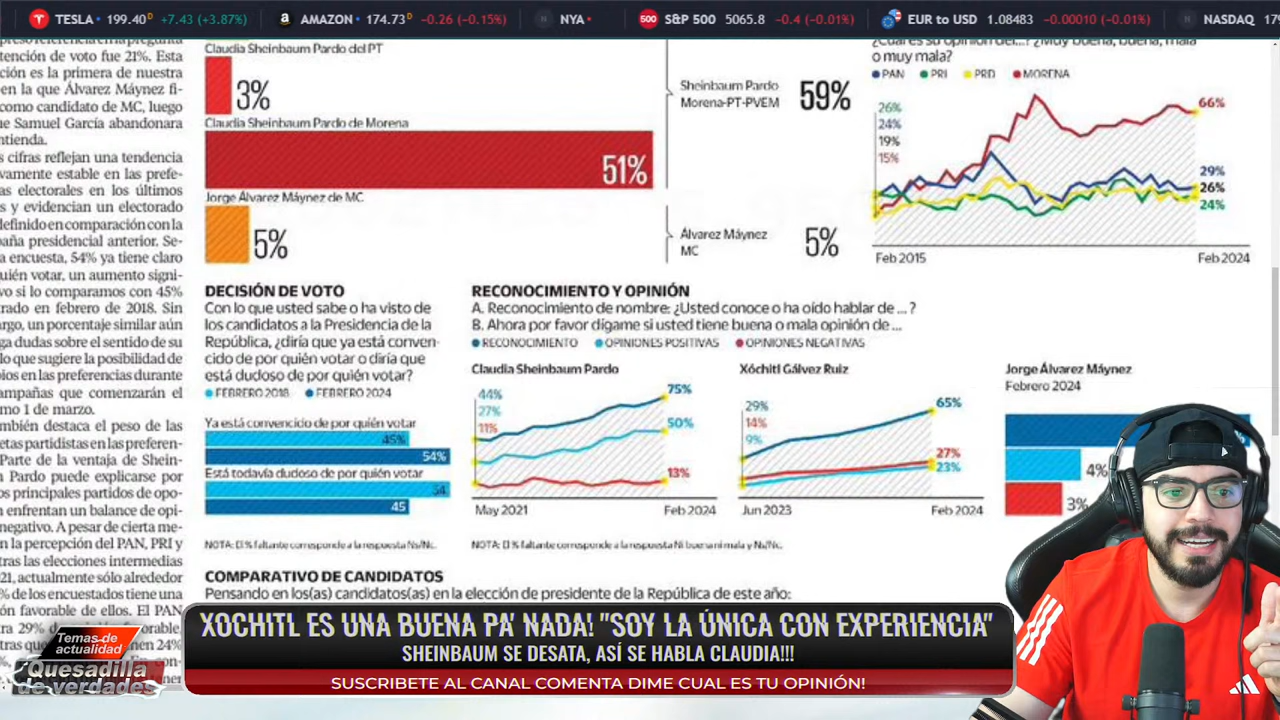 TESLA • 199.40 D +7.43 (+3.87%) AMAZON • 174.73 D -0.26 (-0.15%) NYA • S&P 500 5065.8 -0.4 (-0.01%) EUR to USD 1.08483 -0.00010 (-0.01%) NASDAQ
tención de voto fue 21%. Esta
ción es la primera de nuestra
en la que Álvarez Máynez fi-
como candidato de MC, luego
ue Samuel García abandonara
ntienda.
s cifras reflejan una tendencia
vamente estable en las prefe-
as electorales en los últimos
s y evidencian un electorado
definido en comparación con la
aña presidencial anterior. Se-
a encuesta, 54% ya tiene claro
uién votar, un aumento signi-
vo si lo comparamos con 45%
trado en febrero de 2018. Sin
argo, un porcentaje similar aún
ga dudas sobre el sentido de su
lo que sugiere la posibilidad de
bios en las preferencias durante
ampañas que comenzarán el
mo 1 de marzo.
mbién destaca el peso de las
etas partidistas en las preferen-
Parte de la ventaja de Shein-
n Pardo puede explicarse por
os principales partidos de opo-
n enfrentan un balance de opi-
negativo. A pesar de cierta me-
n la percepción del PAN, PRI y
tras las elecciones intermedias
21, actualmente sólo alrededor
% de los encuestados tiene una
ón favorable de ellos. El PAN
Claudia Sheinbaum Pardo del PT
3%
Claudia Sheinbaum Pardo de Morena
51%
Jorge Álvarez Máynez de MC
5%
Sheinbaum Pardo
Morena-PT-PVEM
59%
Álvarez Máynez
MC
5%
¿Cuál es su opinión del...? ¿Muy buena, buena, mala
o muy mala?
PAN PRI PRD MORENA
26%
24%
19%
15%
66%
29%
26%
24%
Feb 2015 Feb 2024
DECISIÓN DE VOTO
Con lo que usted sabe o ha visto de
los candidatos a la Presidencia de la
República, ¿diría que ya está conven-
cido de por quién votar o diría que
está dudoso de por quién votar?
FEBRERO 2018 FEBRERO 2024
Ya está convencido de por quién votar
45%
54%
Está todavía dudoso de por quién votar
54
45
NOTA: El % faltante corresponde a la respuesta Ns/Nc.
RECONOCIMIENTO Y OPINIÓN
A. Reconocimiento de nombre: ¿Usted conoce o ha oído hablar de ... ?
B. Ahora por favor dígame si usted tiene buena o mala opinión de ...
RECONOCIMIENTO OPINIONES POSITIVAS OPINIONES NEGATIVAS
Claudia Sheinbaum Pardo
44%
27%
11%
75%
50%
13%
May 2021 Feb 2024
Xóchitl Gálvez Ruiz
29%
14%
9%
65%
27%
23%
Jun 2023 Feb 2024
Jorge Álvarez Máynez
Febrero 2024
4%
3%
NOTA: El % faltante corresponde a la respuesta Ni buena ni mala y Ns/Nc.
COMPARATIVO DE CANDIDATOS
Pensando en los(as) candidatos(as) en la elección de presidente de la República de este año:
Temas de
actualidad
Quesadilla
de verdades
XOCHITL ES UNA BUENA PA' NADA! "SOY LA ÚNICA CON EXPERIENCIA"
SHEINBAUM SE DESATA, ASÍ SE HABLA CLAUDIA!!!
SUSCRIBETE AL CANAL COMENTA DIME CUAL ES TU OPINIÓN!